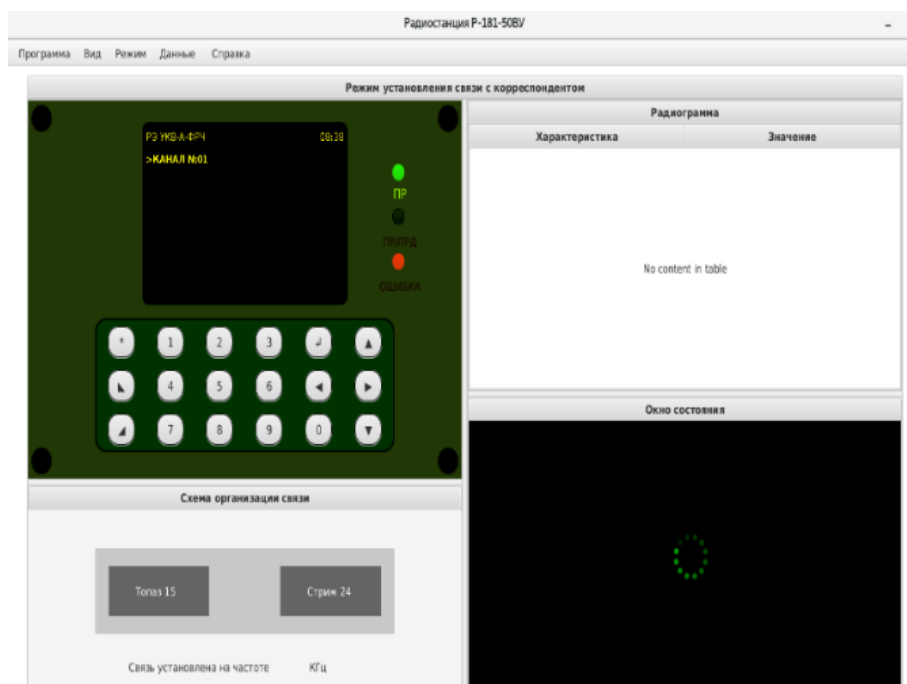 Радиостанция Р-181-50ВУ
Программа Вид Режим Данные Справка
Режим установления связи с корреспондентом
РЭ УКВ-А-ФРЧ 08:38
>КАНАЛ №01
ПР
ПР/ПРД
ОШИБКА
* 1 2 3 ↲ ▲
◣ 4 5 6 ◀ ▶
◢ 7 8 9 0 ▼
Схема организации связи
Топаз 15 Стриж 24
Связь установлена на частоте КГц
Радиограмма
Характеристика Значение
No content in table
Окно состояния